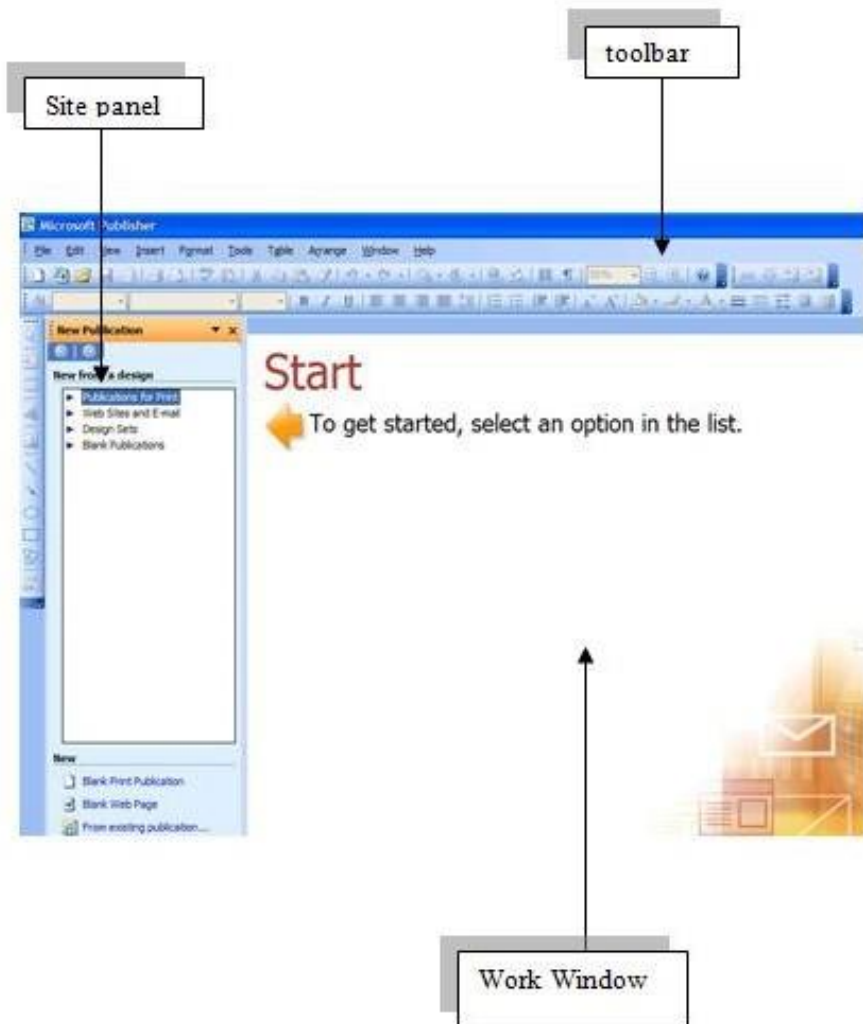 toolbar
Site panel
Microsoft Publisher
File Edit View Insert Format Tools Table Arrange Window Help
New Publication
New from a design
Publications for Print
Web Sites and E-mail
Design Sets
Blank Publications
Start
To get started, select an option in the list.
New
Blank Print Publication
Blank Web Page
From existing publication...
Work Window